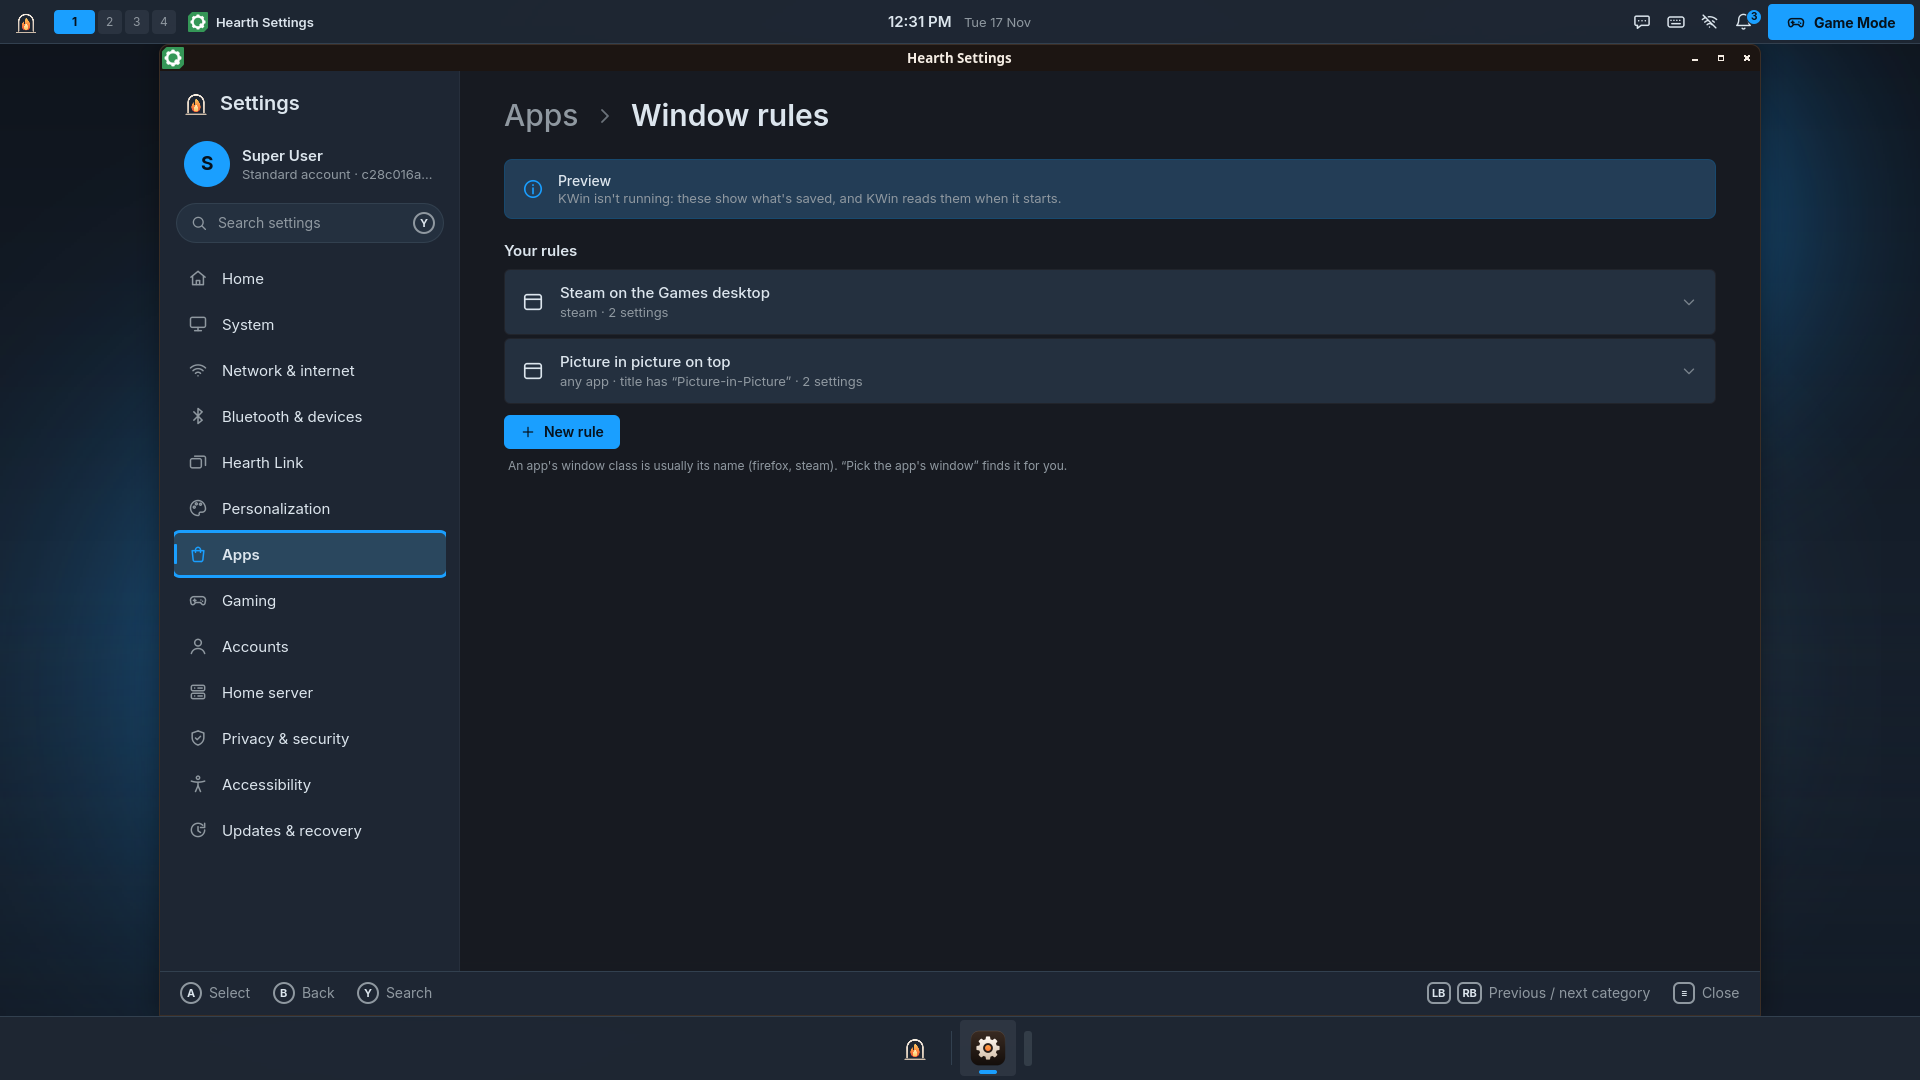 1 2 3 4 Hearth Settings
12:31 PM Tue 17 Nov
3
Game Mode
Hearth Settings
Settings
S
Super User
Standard account · c28c016a...
Search settings Y
Home
System
Network & internet
Bluetooth & devices
Hearth Link
Personalization
Apps
Gaming
Accounts
Home server
Privacy & security
Accessibility
Updates & recovery
Apps > Window rules
Preview
KWin isn't running: these show what's saved, and KWin reads them when it starts.
Your rules
Steam on the Games desktop
steam · 2 settings
Picture in picture on top
any app · title has “Picture-in-Picture” · 2 settings
+ New rule
An app's window class is usually its name (firefox, steam). “Pick the app's window” finds it for you.
A Select B Back Y Search
LB RB Previous / next category ≡ Close